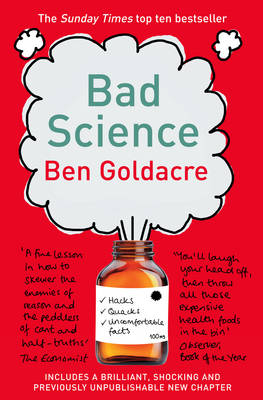 The Sunday Times top ten bestseller
Bad
Science
Ben Goldacre
'A fine lesson
in how to
skewer the
enemies of
reason and
the peddlers
of cant and
half-truths'
The Economist
✓ Hacks
✓ Quacks
✓ Uncomfortable
facts
100ml
'You'll laugh
your head off,
then throw
all those
expensive
health foods
in the bin'
Observer,
Book of the Year
INCLUDES A BRILLIANT, SHOCKING AND
PREVIOUSLY UNPUBLISHABLE NEW CHAPTER